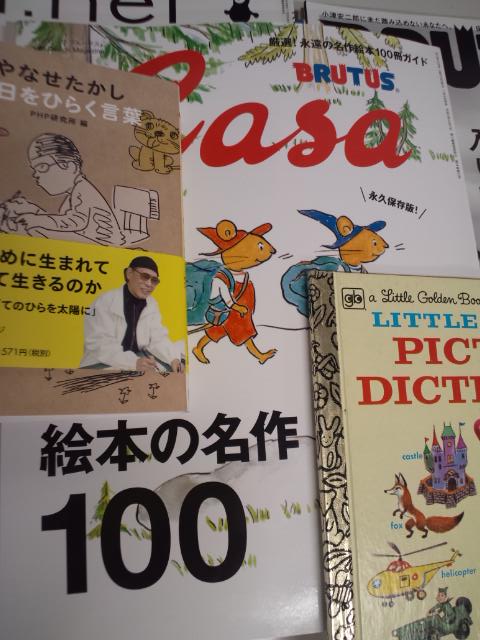 .net
小津安二郎に未だ踏み込めないあなたへ。
厳選!永遠の名作絵本100冊ガイド
BRUTUS
Casa
永久保存版!
絵本の名作
100
やなせたかし
日をひらく言葉
PHP研究所 編
めに生まれて
て生きるのか
「てのひらを太陽に」
571円(税別)
a Little Golden Boo
LITTLE
PICT
DICTI
castle
fox
helicopter